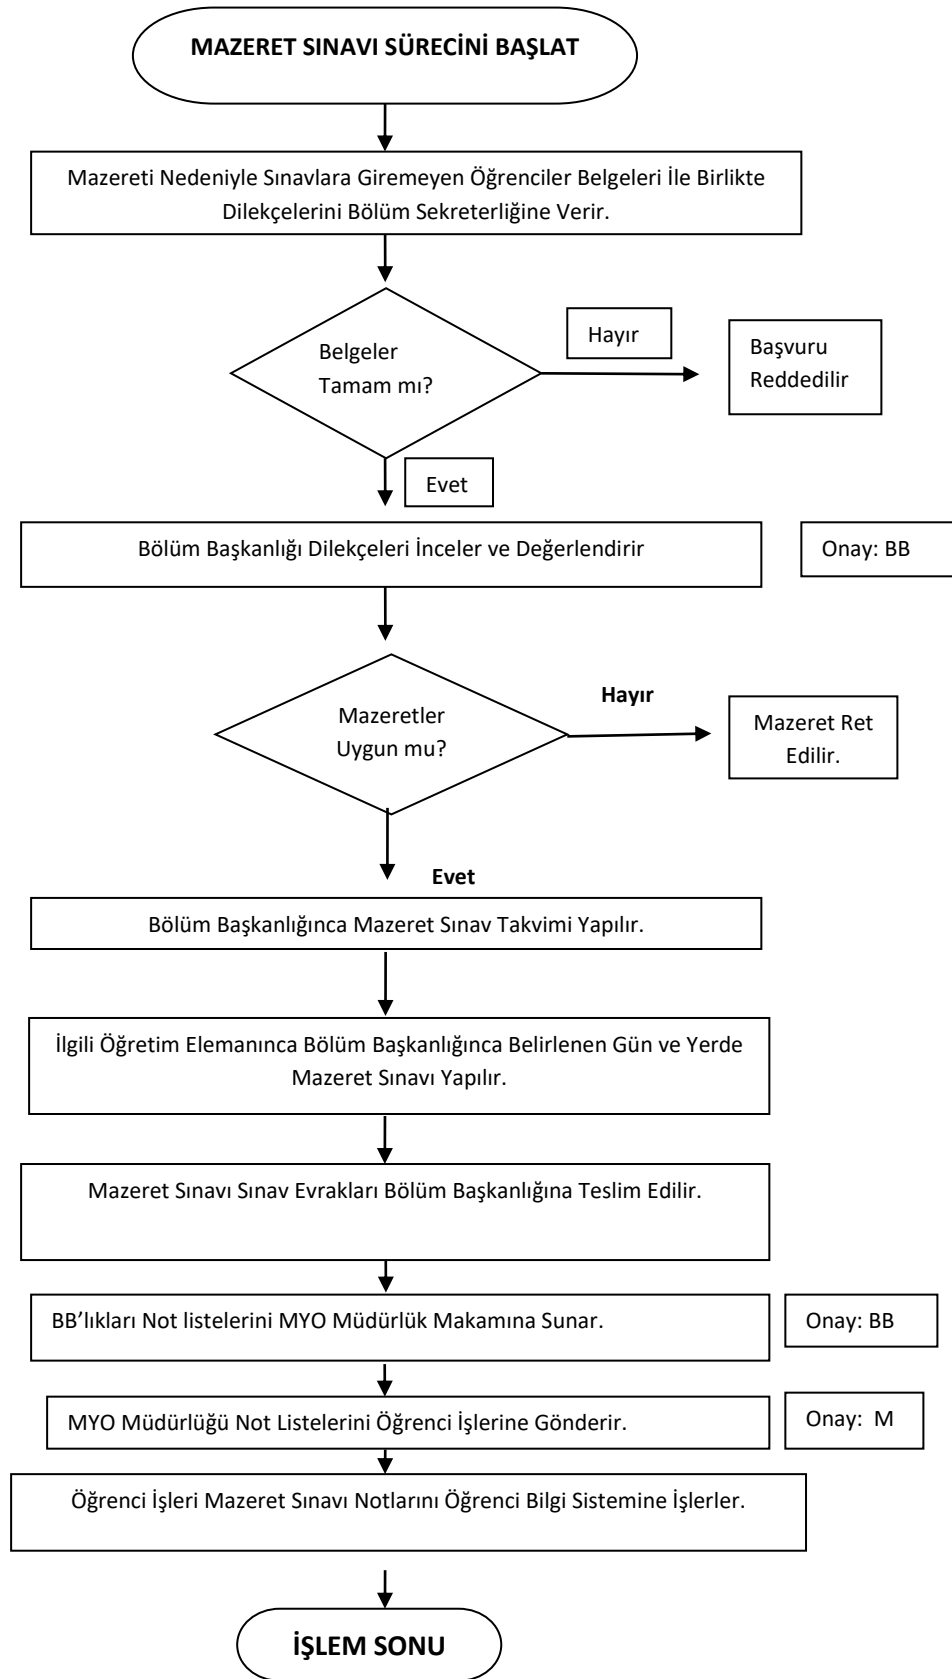 MAZERET SINAVI SÜRECİNİ BAŞLAT
Mazereti Nedeniyle Sınavlara Giremeyen Öğrenciler Belgeleri İle Birlikte
Dilekçelerini Bölüm Sekreterliğine Verir.
Belgeler
Tamam mı?
Hayır
Başvuru
Reddedilir
Evet
Bölüm Başkanlığı Dilekçeleri İnceler ve Değerlendirir
Onay: BB
Mazeretler
Uygun mu?
Hayır
Mazeret Ret
Edilir.
Evet
Bölüm Başkanlığınca Mazeret Sınav Takvimi Yapılır.
İlgili Öğretim Elemanınca Bölüm Başkanlığınca Belirlenen Gün ve Yerde
Mazeret Sınavı Yapılır.
Mazeret Sınavı Sınav Evrakları Bölüm Başkanlığına Teslim Edilir.
BB’lıkları Not listelerini MYO Müdürlük Makamına Sunar.
Onay: BB
MYO Müdürlüğü Not Listelerini Öğrenci İşlerine Gönderir.
Onay:  M
Öğrenci İşleri Mazeret Sınavı Notlarını Öğrenci Bilgi Sistemine İşlerler.
İŞLEM SONU